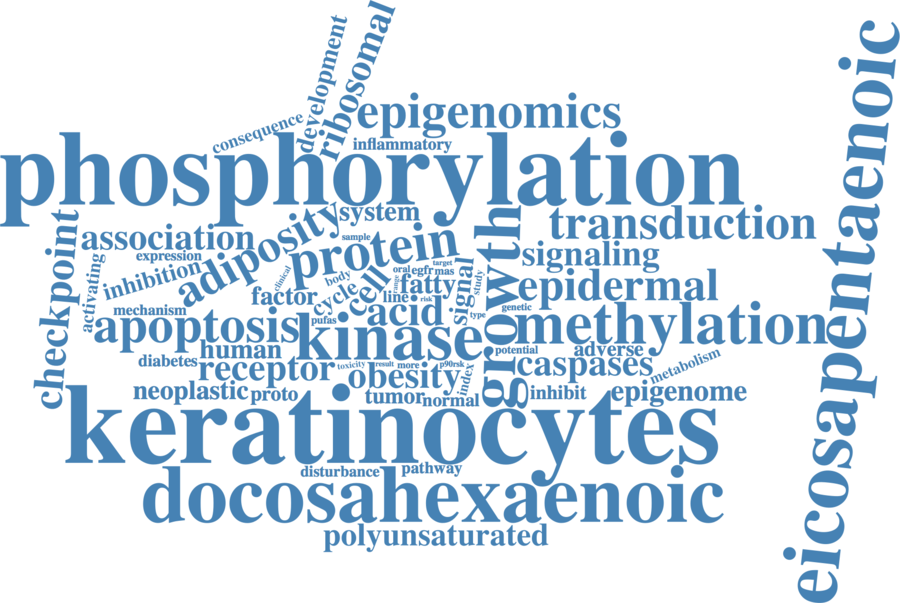 development
ribosomal
eicosapentaenoic
consequence
epigenomics
inflammatory
phosphorylation
adiposity
system
transduction
checkpoint
association
sample
protein
growth
expression
signaling
inhibition
activating
clinical
body
oral
egfr
target
mas
study
mechanism
factor
cycle
cell
range
fatty
signal
epidermal
line
risk
type
genetic
apoptosis
pufas
acid
methylation
human
kinase
potential
adverse
diabetes
receptor
toxicity
result
more
p90rsk
caspases
metabolism
obesity
index
neoplastic
proto
tumor
normal
inhibit
epigenome
keratinocytes
disturbance
pathway
docosahexaenoic
polyunsaturated